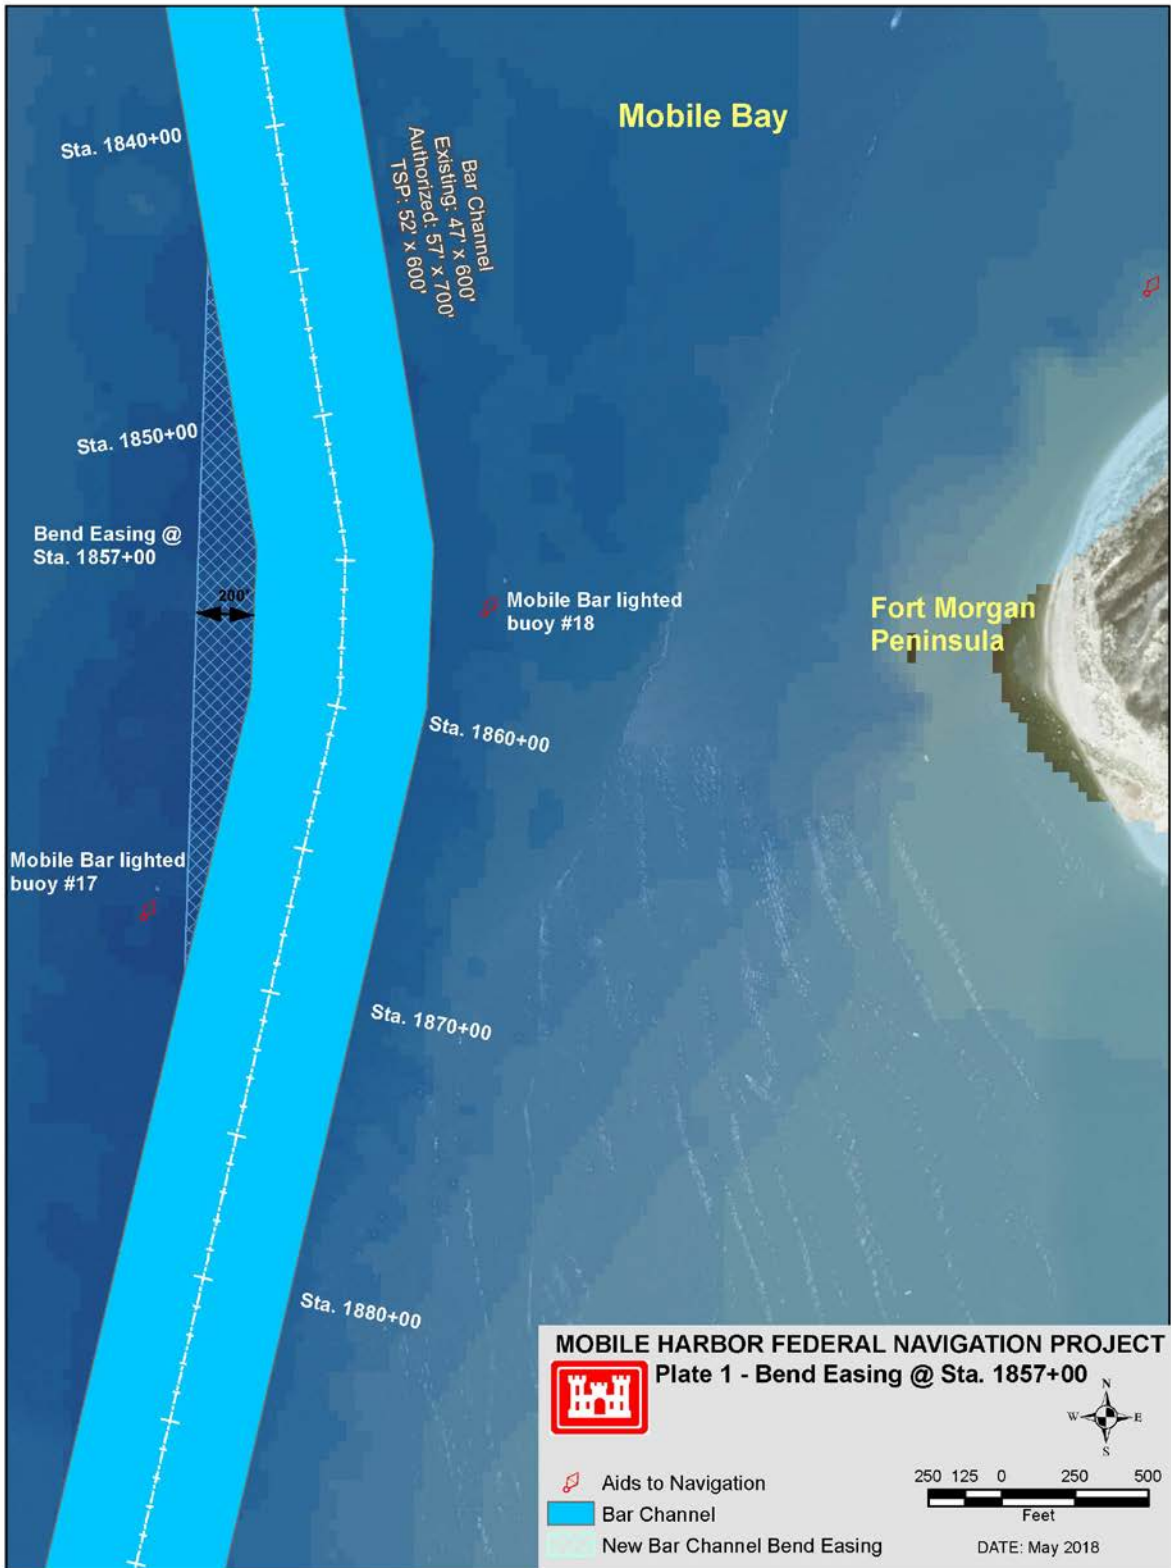 Mobile Bay
Sta. 1840+00
Bar Channel
Existing: 47' x 600'
Authorized: 57' x 700'
TSP: 52' x 600'
Sta. 1850+00
Bend Easing @
Sta. 1857+00
200'
Mobile Bar lighted
buoy #18
Fort Morgan
Peninsula
Sta. 1860+00
Mobile Bar lighted
buoy #17
Sta. 1870+00
Sta. 1880+00
MOBILE HARBOR FEDERAL NAVIGATION PROJECT
Plate 1 - Bend Easing @ Sta. 1857+00
N
W E
S
Aids to Navigation
Bar Channel
New Bar Channel Bend Easing
250 125 0 250 500
Feet
DATE: May 2018